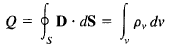 Q = ∮_S D · dS = ∫_v ρ_v dv